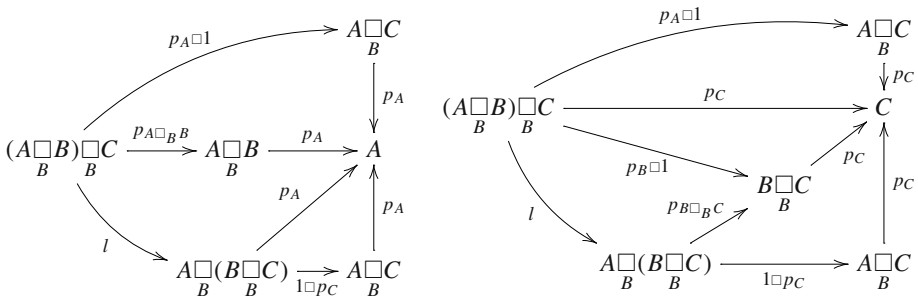 A□_B C
p_A□1
p_A
(A□_B B)□_B C
p_{A□_B B}
A□_B B
p_A
A
p_A
p_A
l
A□_B(B□_B C)
1□p_C
A□_B C
A□_B C
p_A□1
p_C
(A□_B B)□_B C
p_C
C
p_B□1
p_C
B□_B C
p_{B□_B C}
p_C
l
A□_B(B□_B C)
1□p_C
A□_B C